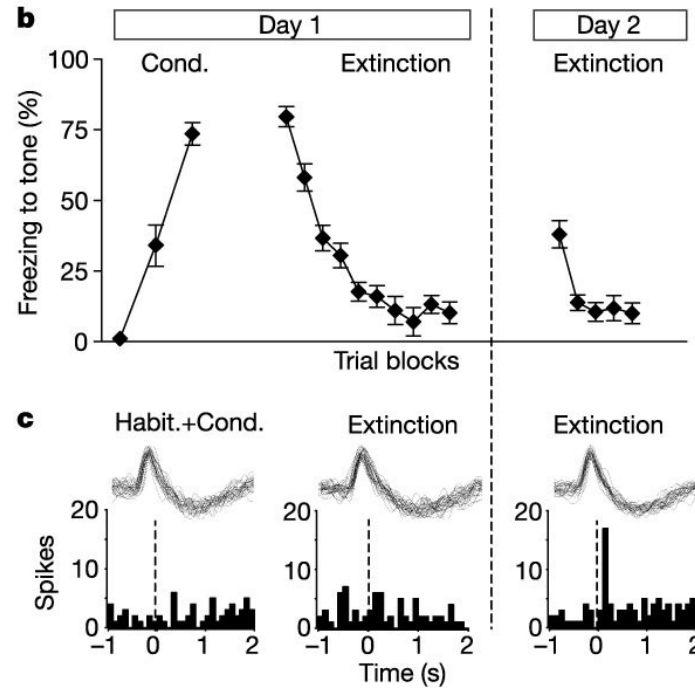 b
Day 1
Day 2
Cond.
Extinction
Extinction
100
75
50
25
0
Freezing to tone (%)
Trial blocks
c
Habit.+Cond.
Extinction
Extinction
20
10
0
Spikes
20
10
0
20
10
0
−1 0 1 2
−1 0 1 2
−1 0 1 2
Time (s)